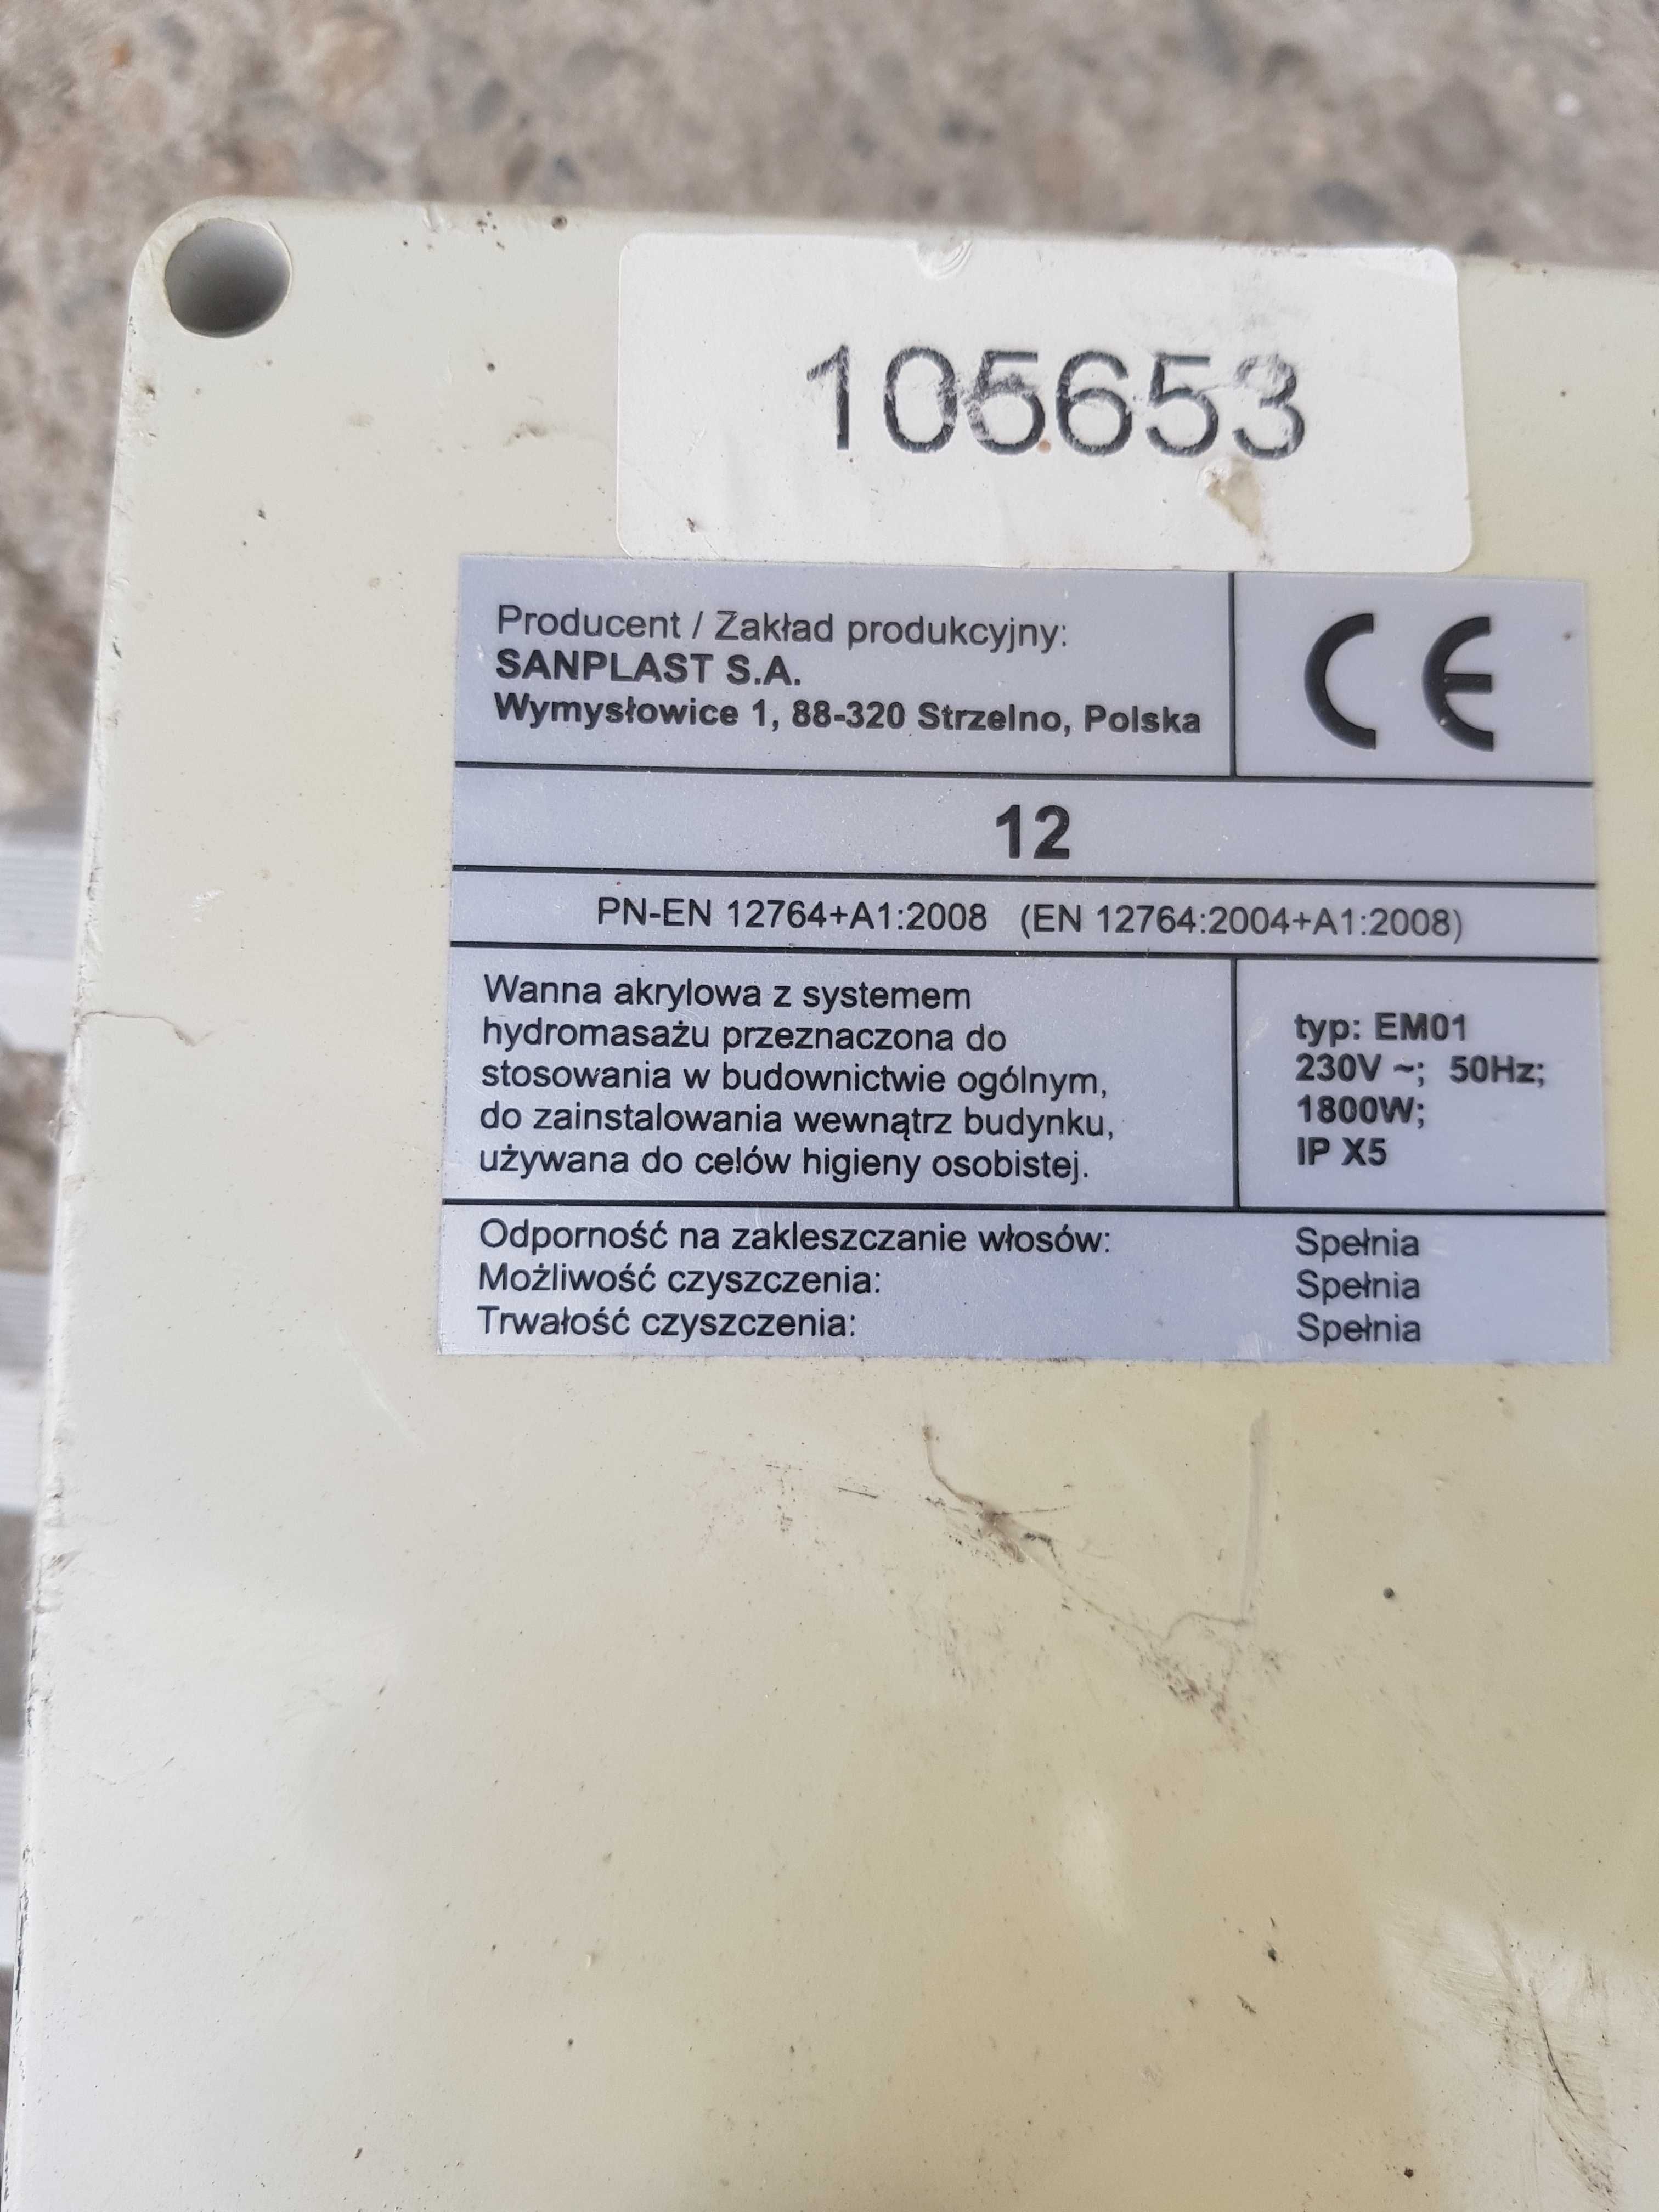 105653
Producent / Zakład produkcyjny:
SANPLAST S.A.
Wymysłowice 1, 88-320 Strzelno, Polska
CE
12
PN-EN 12764+A1:2008 (EN 12764:2004+A1:2008)
Wanna akrylowa z systemem
hydromasażu przeznaczona do
stosowania w budownictwie ogólnym,
do zainstalowania wewnątrz budynku,
używana do celów higieny osobistej.
typ: EM01
230V ~; 50Hz;
1800W;
IP X5
Odporność na zakleszczanie włosów: Spełnia
Możliwość czyszczenia: Spełnia
Trwałość czyszczenia: Spełnia